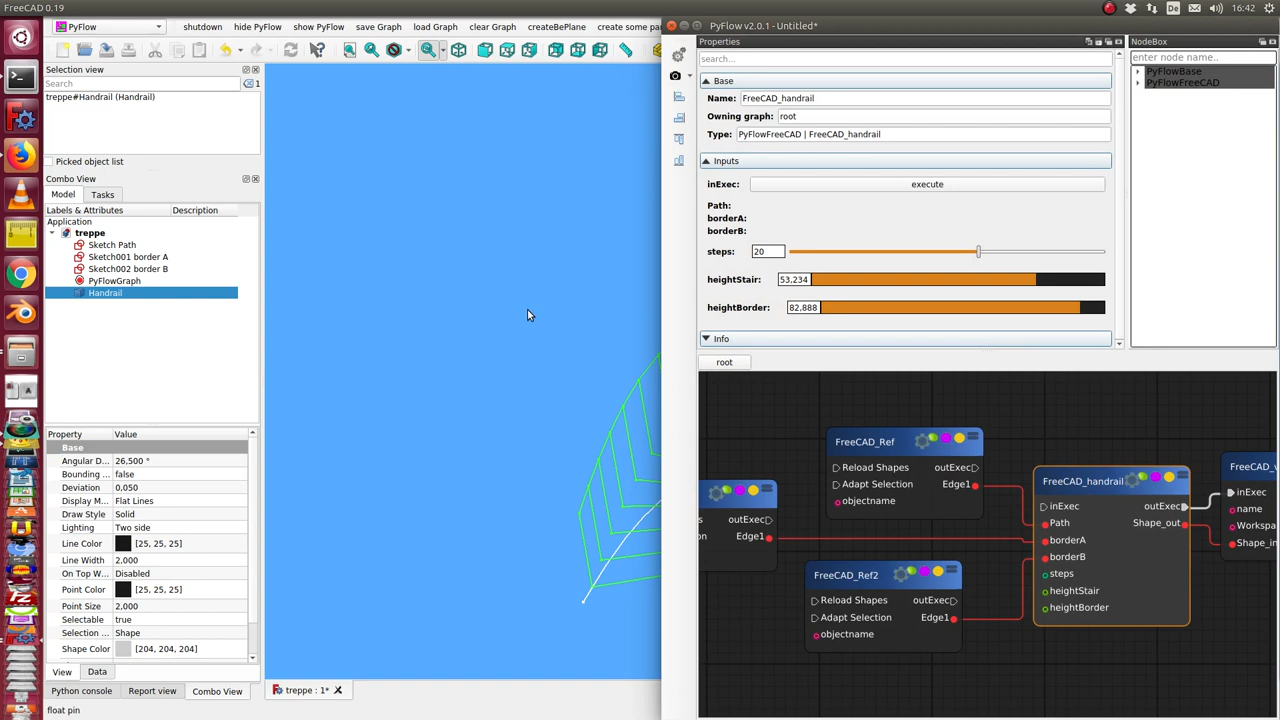 FreeCAD 0.19
De
16:42
PyFlow
shutdown
hide PyFlow
show PyFlow
save Graph
load Graph
clear Graph
createBePlane
Selection view
Search
1
treppe#Handrail (Handrail)
Picked object list
Combo View
Model
Tasks
Labels & Attributes
Description
Application
treppe
Sketch Path
Sketch001 border A
Sketch002 border B
PyFlowGraph
Handrail
Property
Value
Base
Angular D...
26,500 °
Bounding ...
false
Deviation
0,050
Display M...
Flat Lines
Draw Style
Solid
Lighting
Two side
Line Color
[25, 25, 25]
Line Width
2,000
On Top W...
Disabled
Point Color
[25, 25, 25]
Point Size
2,000
Selectable
true
Selection ...
Shape
Shape Color
[204, 204, 204]
View
Data
Python console
Report view
Combo View
float pin
treppe : 1*
PyFlow v2.0.1 - Untitled*
Properties
search...
Base
Name:
FreeCAD_handrail
Owning graph:
root
Type:
PyFlowFreeCAD | FreeCAD_handrail
Inputs
inExec:
execute
Path:
borderA:
borderB:
steps:
20
heightStair:
53,234
heightBorder:
82,888
Info
NodeBox
enter node name..
PyFlowBase
PyFlowFreeCAD
root
FreeCAD_Ref
Reload Shapes
outExec
Adapt Selection
Edge1
objectname
s
outExec
on
Edge1
FreeCAD_Ref2
Reload Shapes
outExec
Adapt Selection
Edge1
objectname
FreeCAD_handrail
inExec
outExec
Path
Shape_out
borderA
borderB
steps
heightStair
heightBorder
FreeCAD_v
inExec
name
Workspa
Shape_in